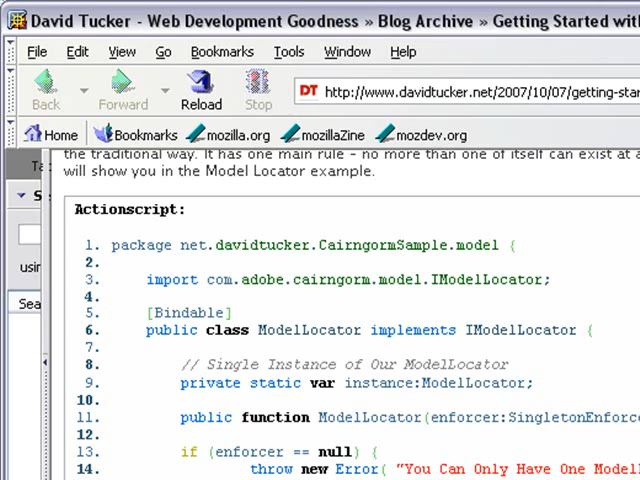 David Tucker - Web Development Goodness » Blog Archive » Getting Started wit
File Edit View Go Bookmarks Tools Window Help
Back Forward Reload Stop DT http://www.davidtucker.net/2007/10/07/getting-star
Home Bookmarks mozilla.org mozillaZine mozdev.org
the traditional way. It has one main rule - no more than one of itself can exist at a
will show you in the Model Locator example.
Actionscript:
1. package net.davidtucker.CairngormSample.model {
2.
3. import com.adobe.cairngorm.model.IModelLocator;
4.
5. [Bindable]
6. public class ModelLocator implements IModelLocator {
7.
8. // Single Instance of Our ModelLocator
9. private static var instance:ModelLocator;
10.
11. public function ModelLocator(enforcer:SingletonEnforce
12.
13. if (enforcer == null) {
14. throw new Error( "You Can Only Have One Model
Ta
S
usin
Sea